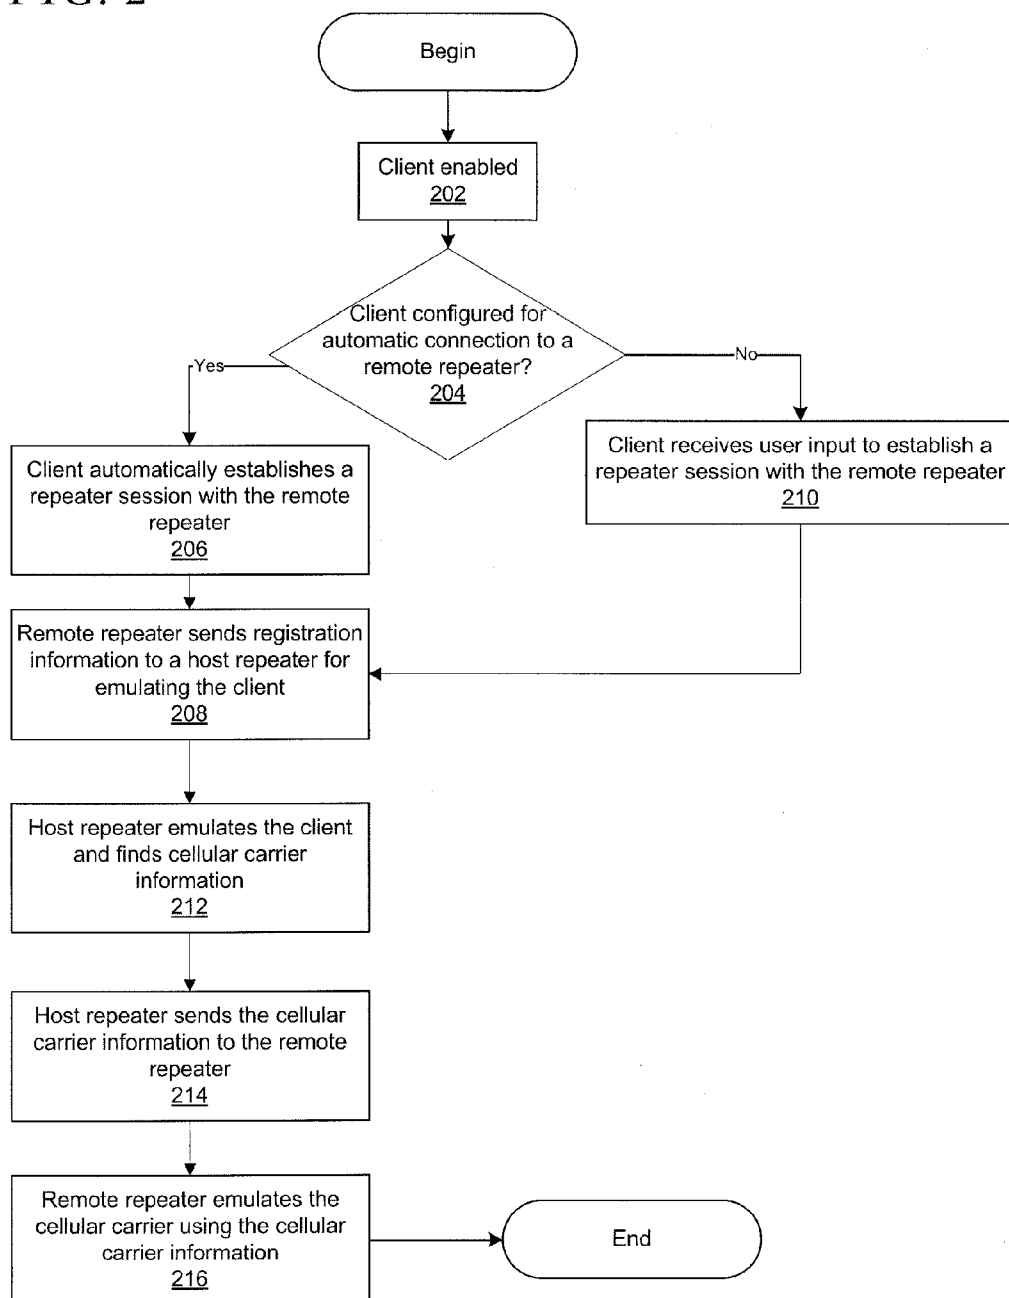 FIG. 2
Begin
Client enabled
202
Client configured for
automatic connection to a
remote repeater?
204
Yes
No
Client automatically establishes a
repeater session with the remote
repeater
206
Client receives user input to establish a
repeater session with the remote repeater
210
Remote repeater sends registration
information to a host repeater for
emulating the client
208
Host repeater emulates the client
and finds cellular carrier
information
212
Host repeater sends the cellular
carrier information to the remote
repeater
214
Remote repeater emulates the
cellular carrier using the cellular
carrier information
216
End